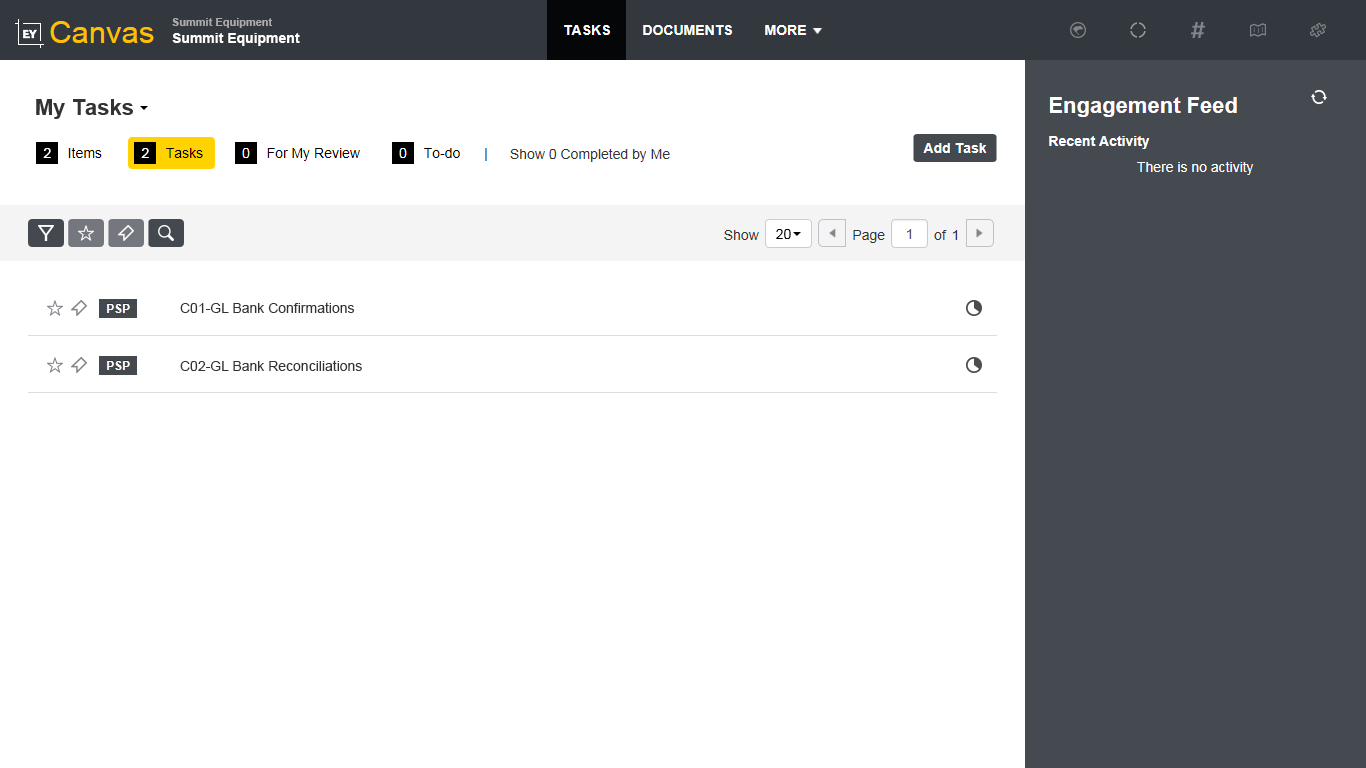 EY Canvas
Summit Equipment
Summit Equipment
TASKS DOCUMENTS MORE
#
My Tasks
2 Items 2 Tasks 0 For My Review 0 To-do | Show 0 Completed by Me
Add Task
Show 20 Page 1 of 1
PSP C01-GL Bank Confirmations
PSP C02-GL Bank Reconciliations
Engagement Feed
Recent Activity
There is no activity